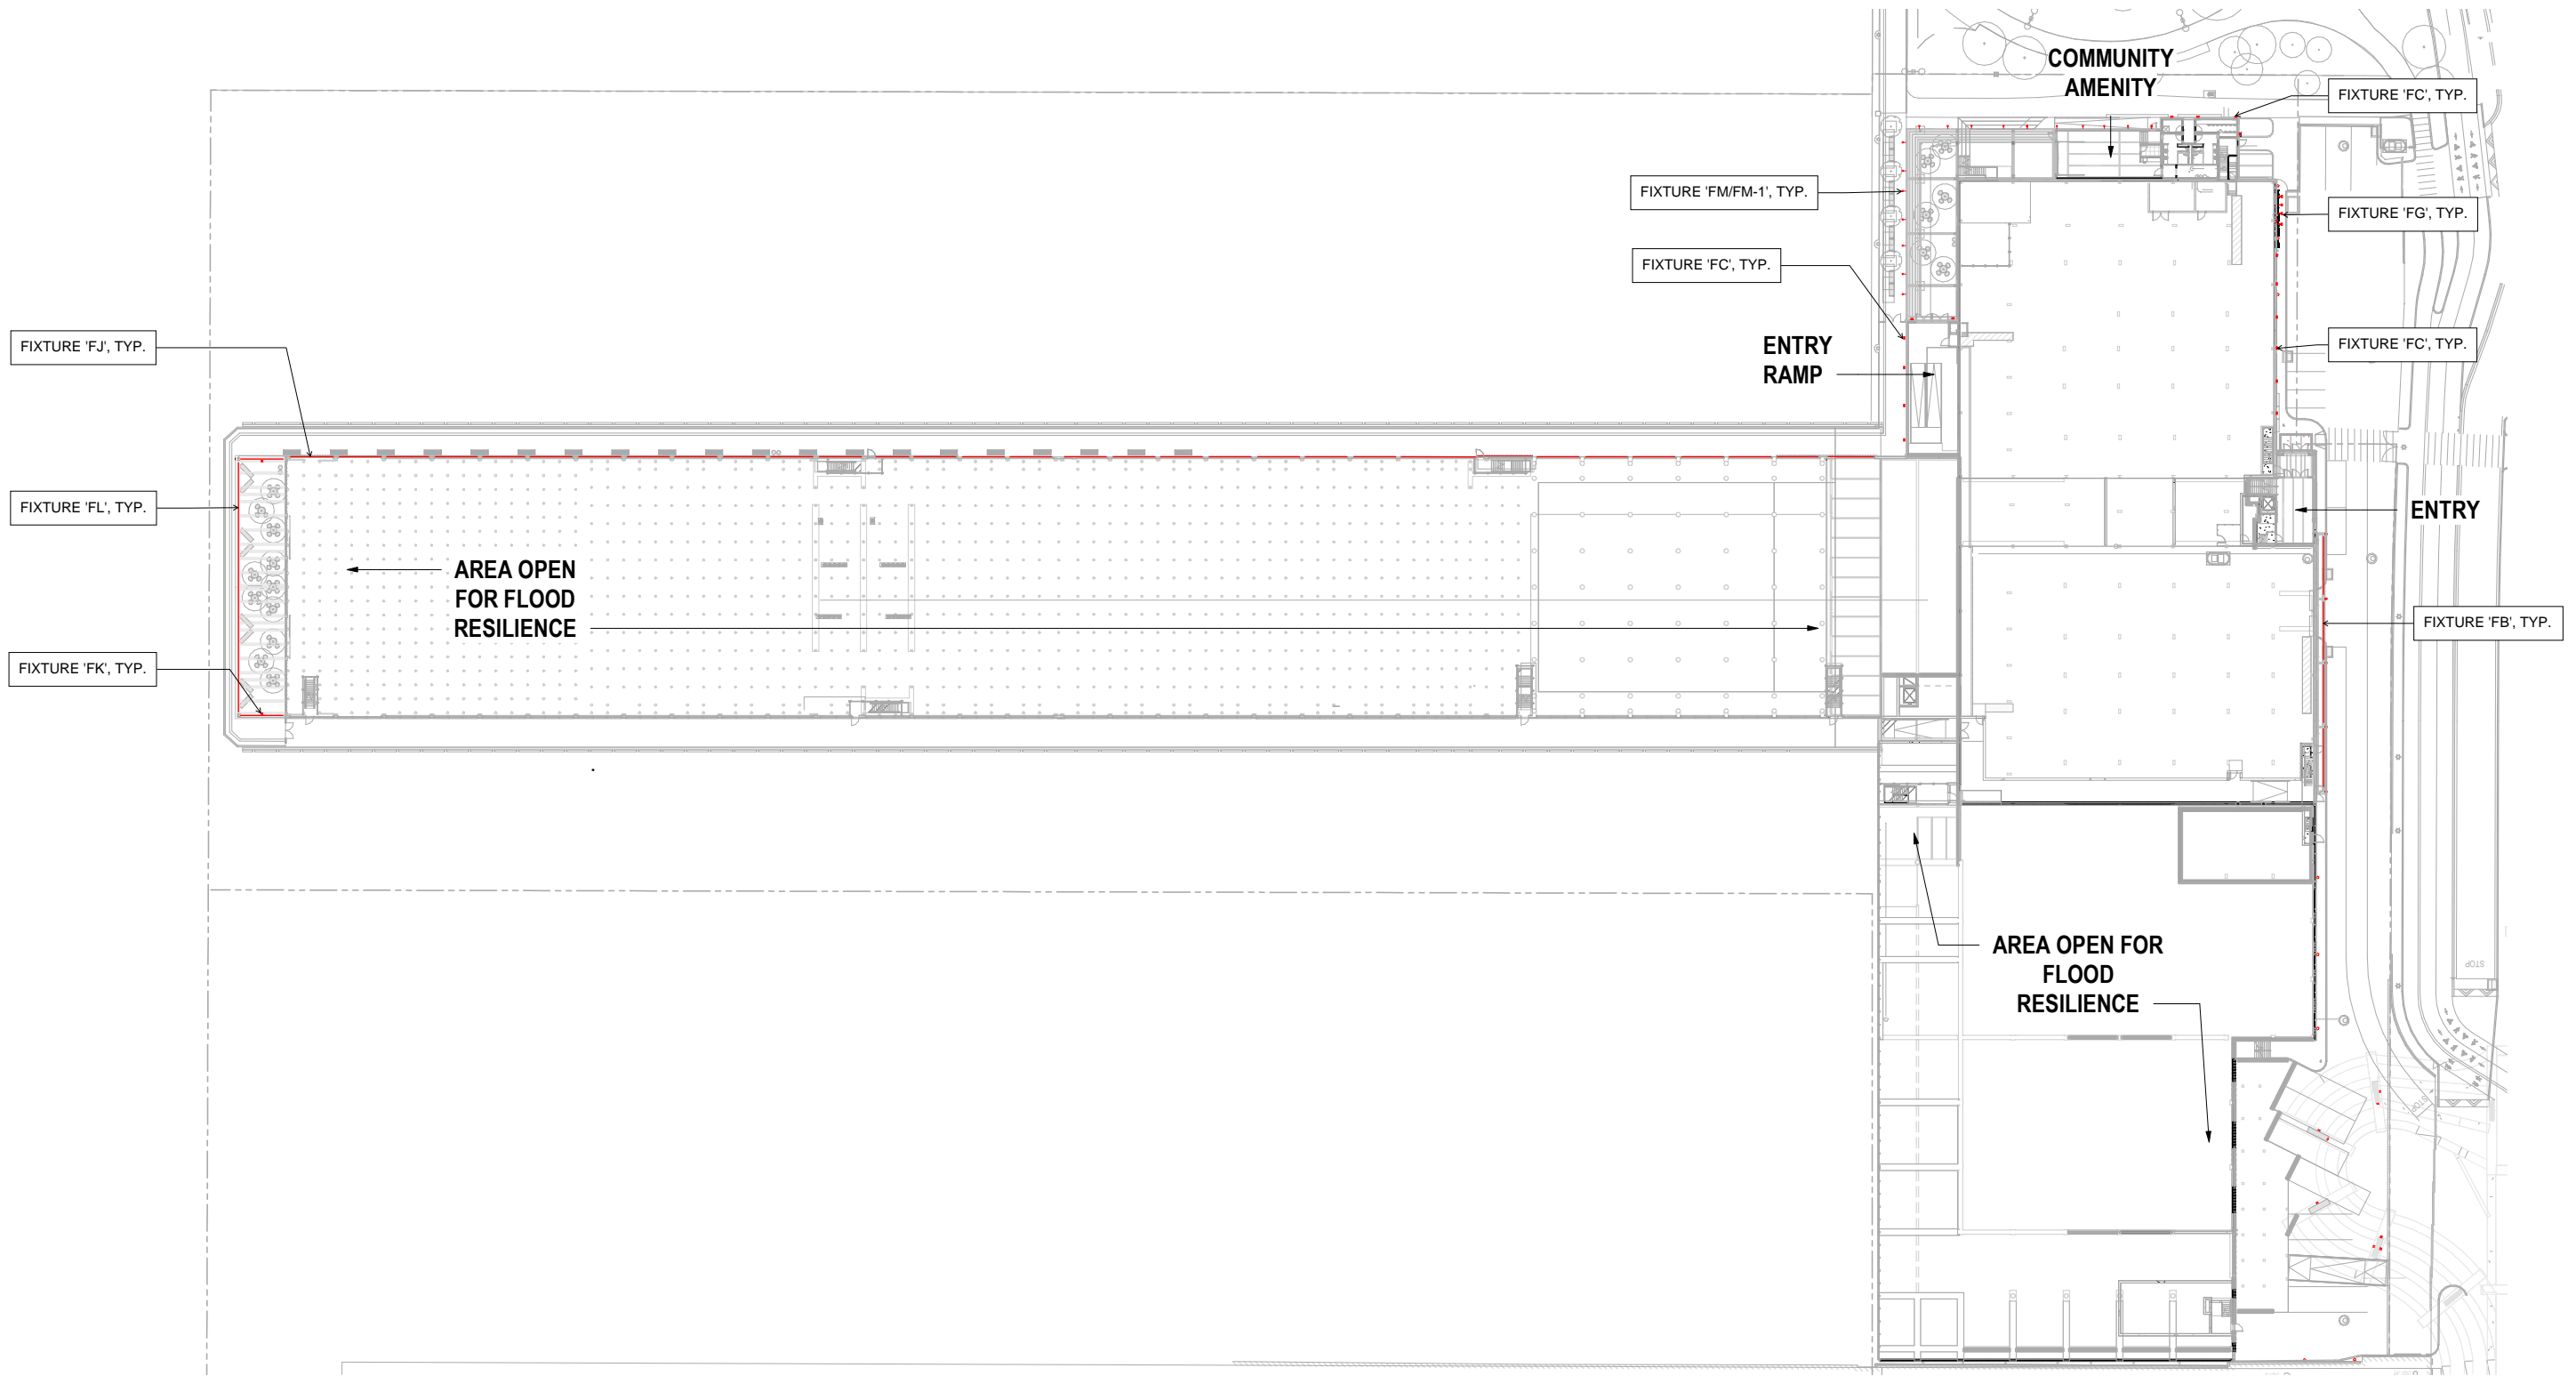 COMMUNITY
AMENITY
FIXTURE 'FC', TYP.
FIXTURE 'FM/FM-1', TYP.
FIXTURE 'FG', TYP.
FIXTURE 'FC', TYP.
FIXTURE 'FJ', TYP.
ENTRY
RAMP
FIXTURE 'FC', TYP.
FIXTURE 'FL', TYP.
ENTRY
AREA OPEN
FOR FLOOD
RESILIENCE
FIXTURE 'FB', TYP.
FIXTURE 'FK', TYP.
AREA OPEN FOR
FLOOD
RESILIENCE
STOP
STOP